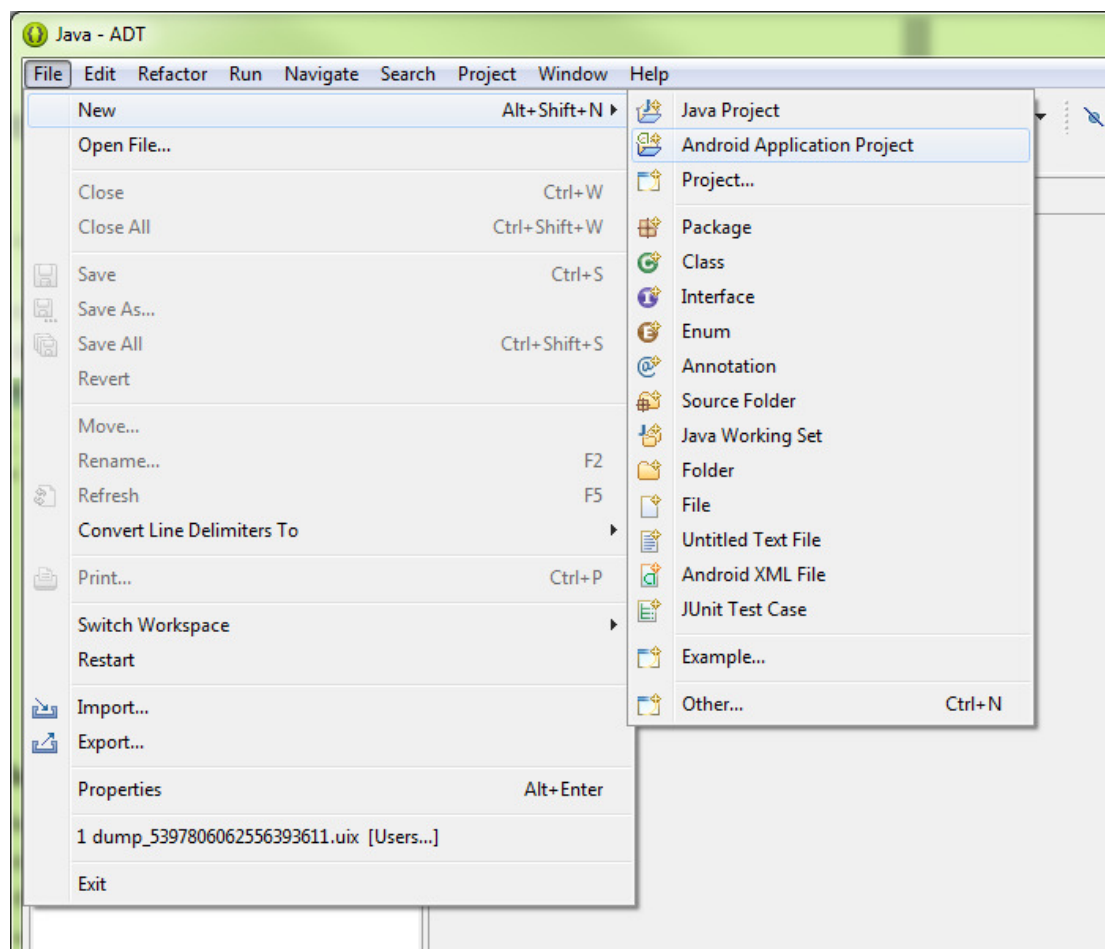 Java - ADT
File Edit Refactor Run Navigate Search Project Window Help
New Alt+Shift+N
Open File...
Close Ctrl+W
Close All Ctrl+Shift+W
Save Ctrl+S
Save As...
Save All Ctrl+Shift+S
Revert
Move...
Rename... F2
Refresh F5
Convert Line Delimiters To
Print... Ctrl+P
Switch Workspace
Restart
Import...
Export...
Properties Alt+Enter
1 dump_5397806062556393611.uix [Users...]
Exit
Java Project
Android Application Project
Project...
Package
Class
Interface
Enum
Annotation
Source Folder
Java Working Set
Folder
File
Untitled Text File
Android XML File
JUnit Test Case
Example...
Other... Ctrl+N